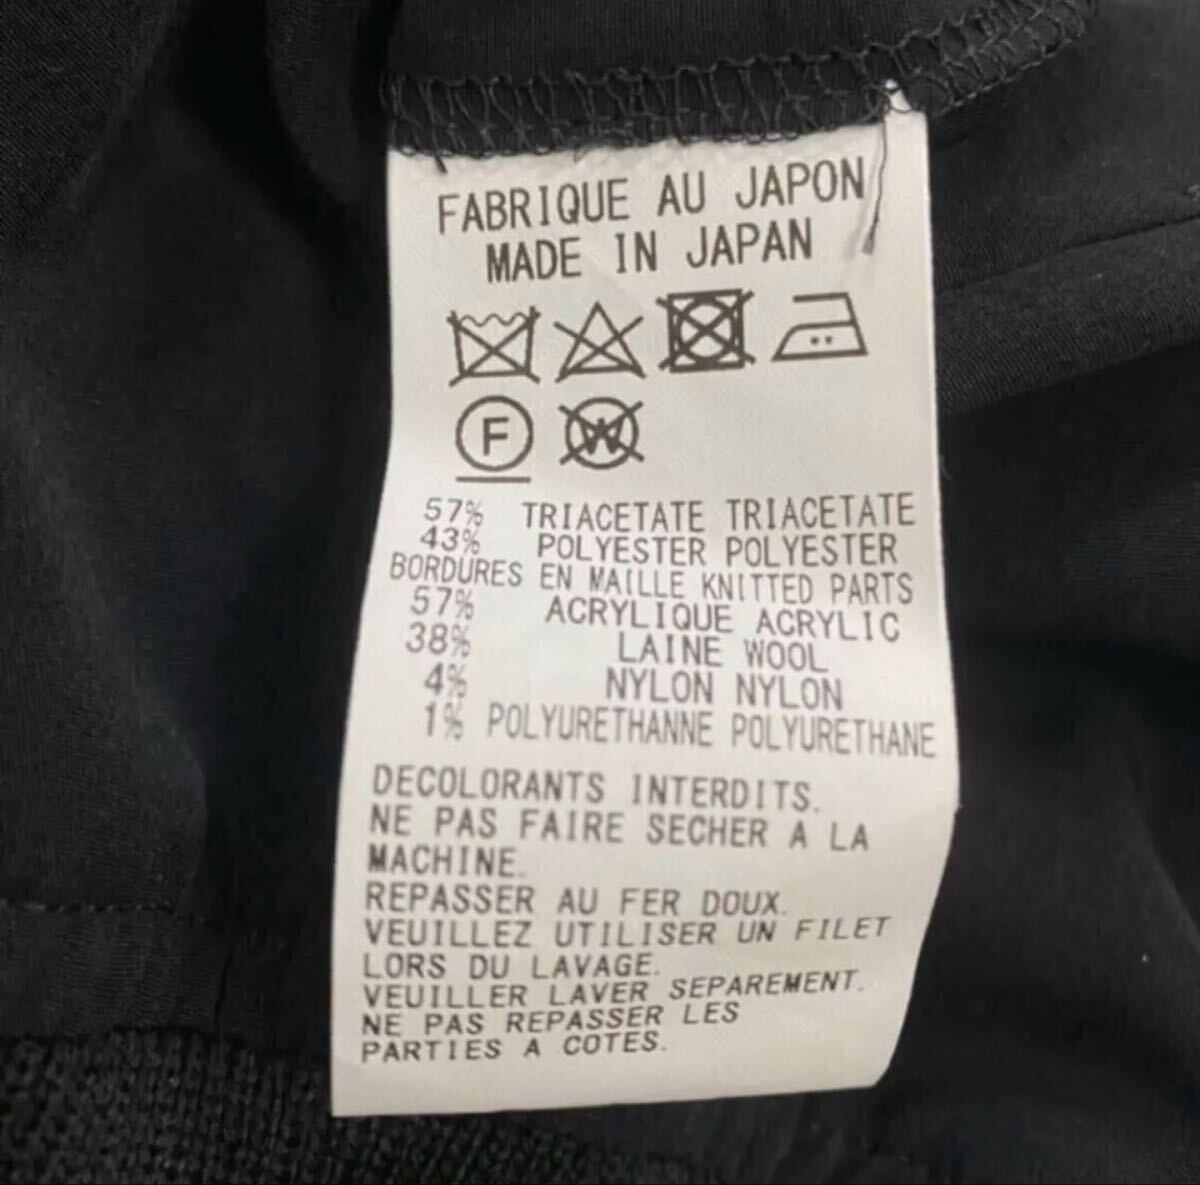 FABRIQUE AU JAPON
MADE IN JAPAN
F W
57% TRIACETATE TRIACETATE
43% POLYESTER POLYESTER
BORDURES EN MAILLE KNITTED PARTS
57% ACRYLIQUE ACRYLIC
38% LAINE WOOL
4% NYLON NYLON
1% POLYURETHANNE POLYURETHANE
DECOLORANTS INTERDITS.
NE PAS FAIRE SECHER A LA
MACHINE.
REPASSER AU FER DOUX.
VEUILLEZ UTILISER UN FILET
LORS DU LAVAGE.
VEUILLER LAVER SEPAREMENT.
NE PAS REPASSER LES
PARTIES A COTES.